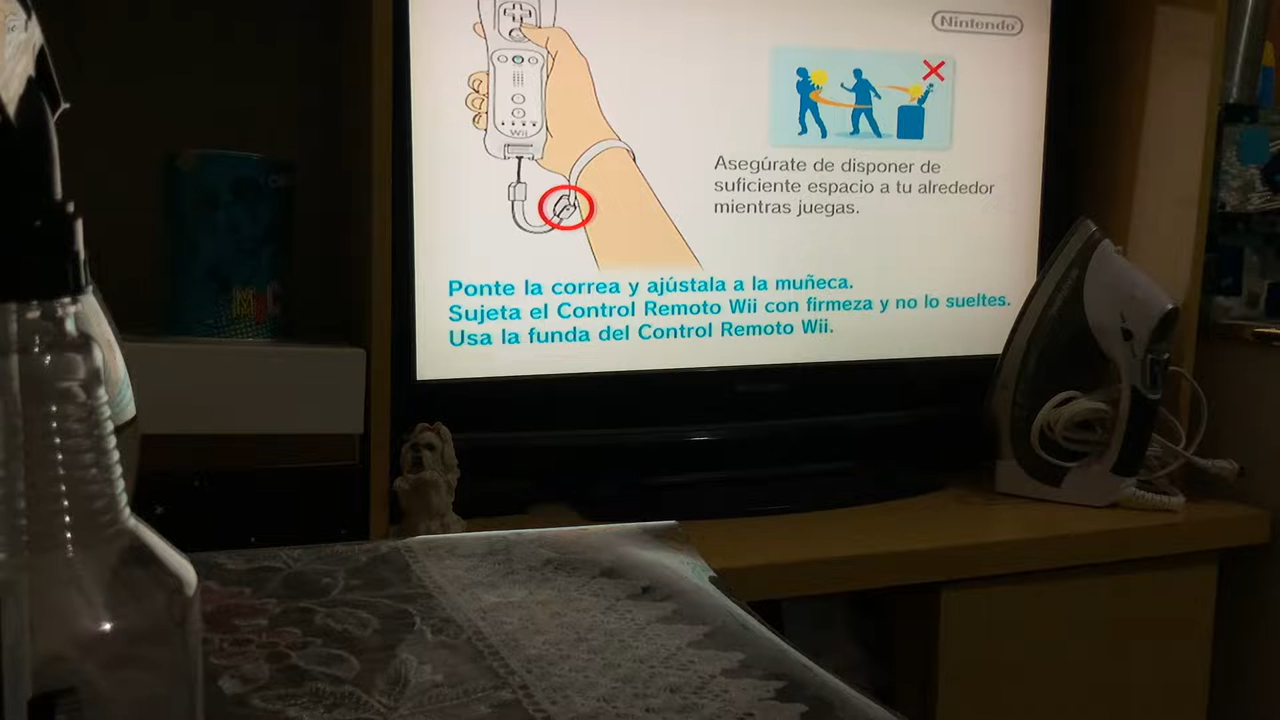 Nintendo
Wii
Asegúrate de disponer de
suficiente espacio a tu alrededor
mientras juegas.
Ponte la correa y ajústala a la muñeca.
Sujeta el Control Remoto Wii con firmeza y no lo sueltes.
Usa la funda del Control Remoto Wii.